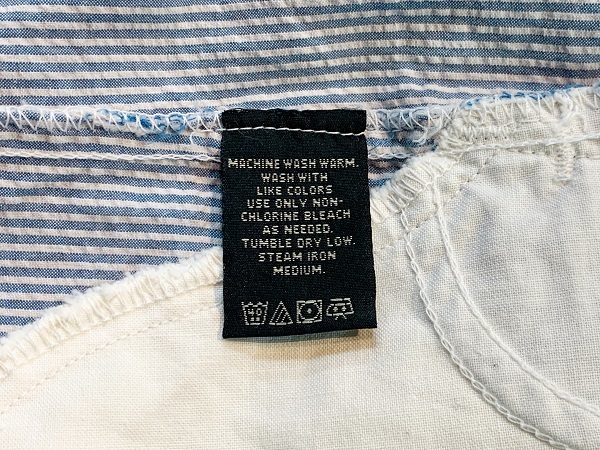 MACHINE WASH WARM.
WASH WITH
LIKE COLORS
USE ONLY NON-
CHLORINE BLEACH
AS NEEDED.
TUMBLE DRY LOW.
STEAM IRON
MEDIUM.
40